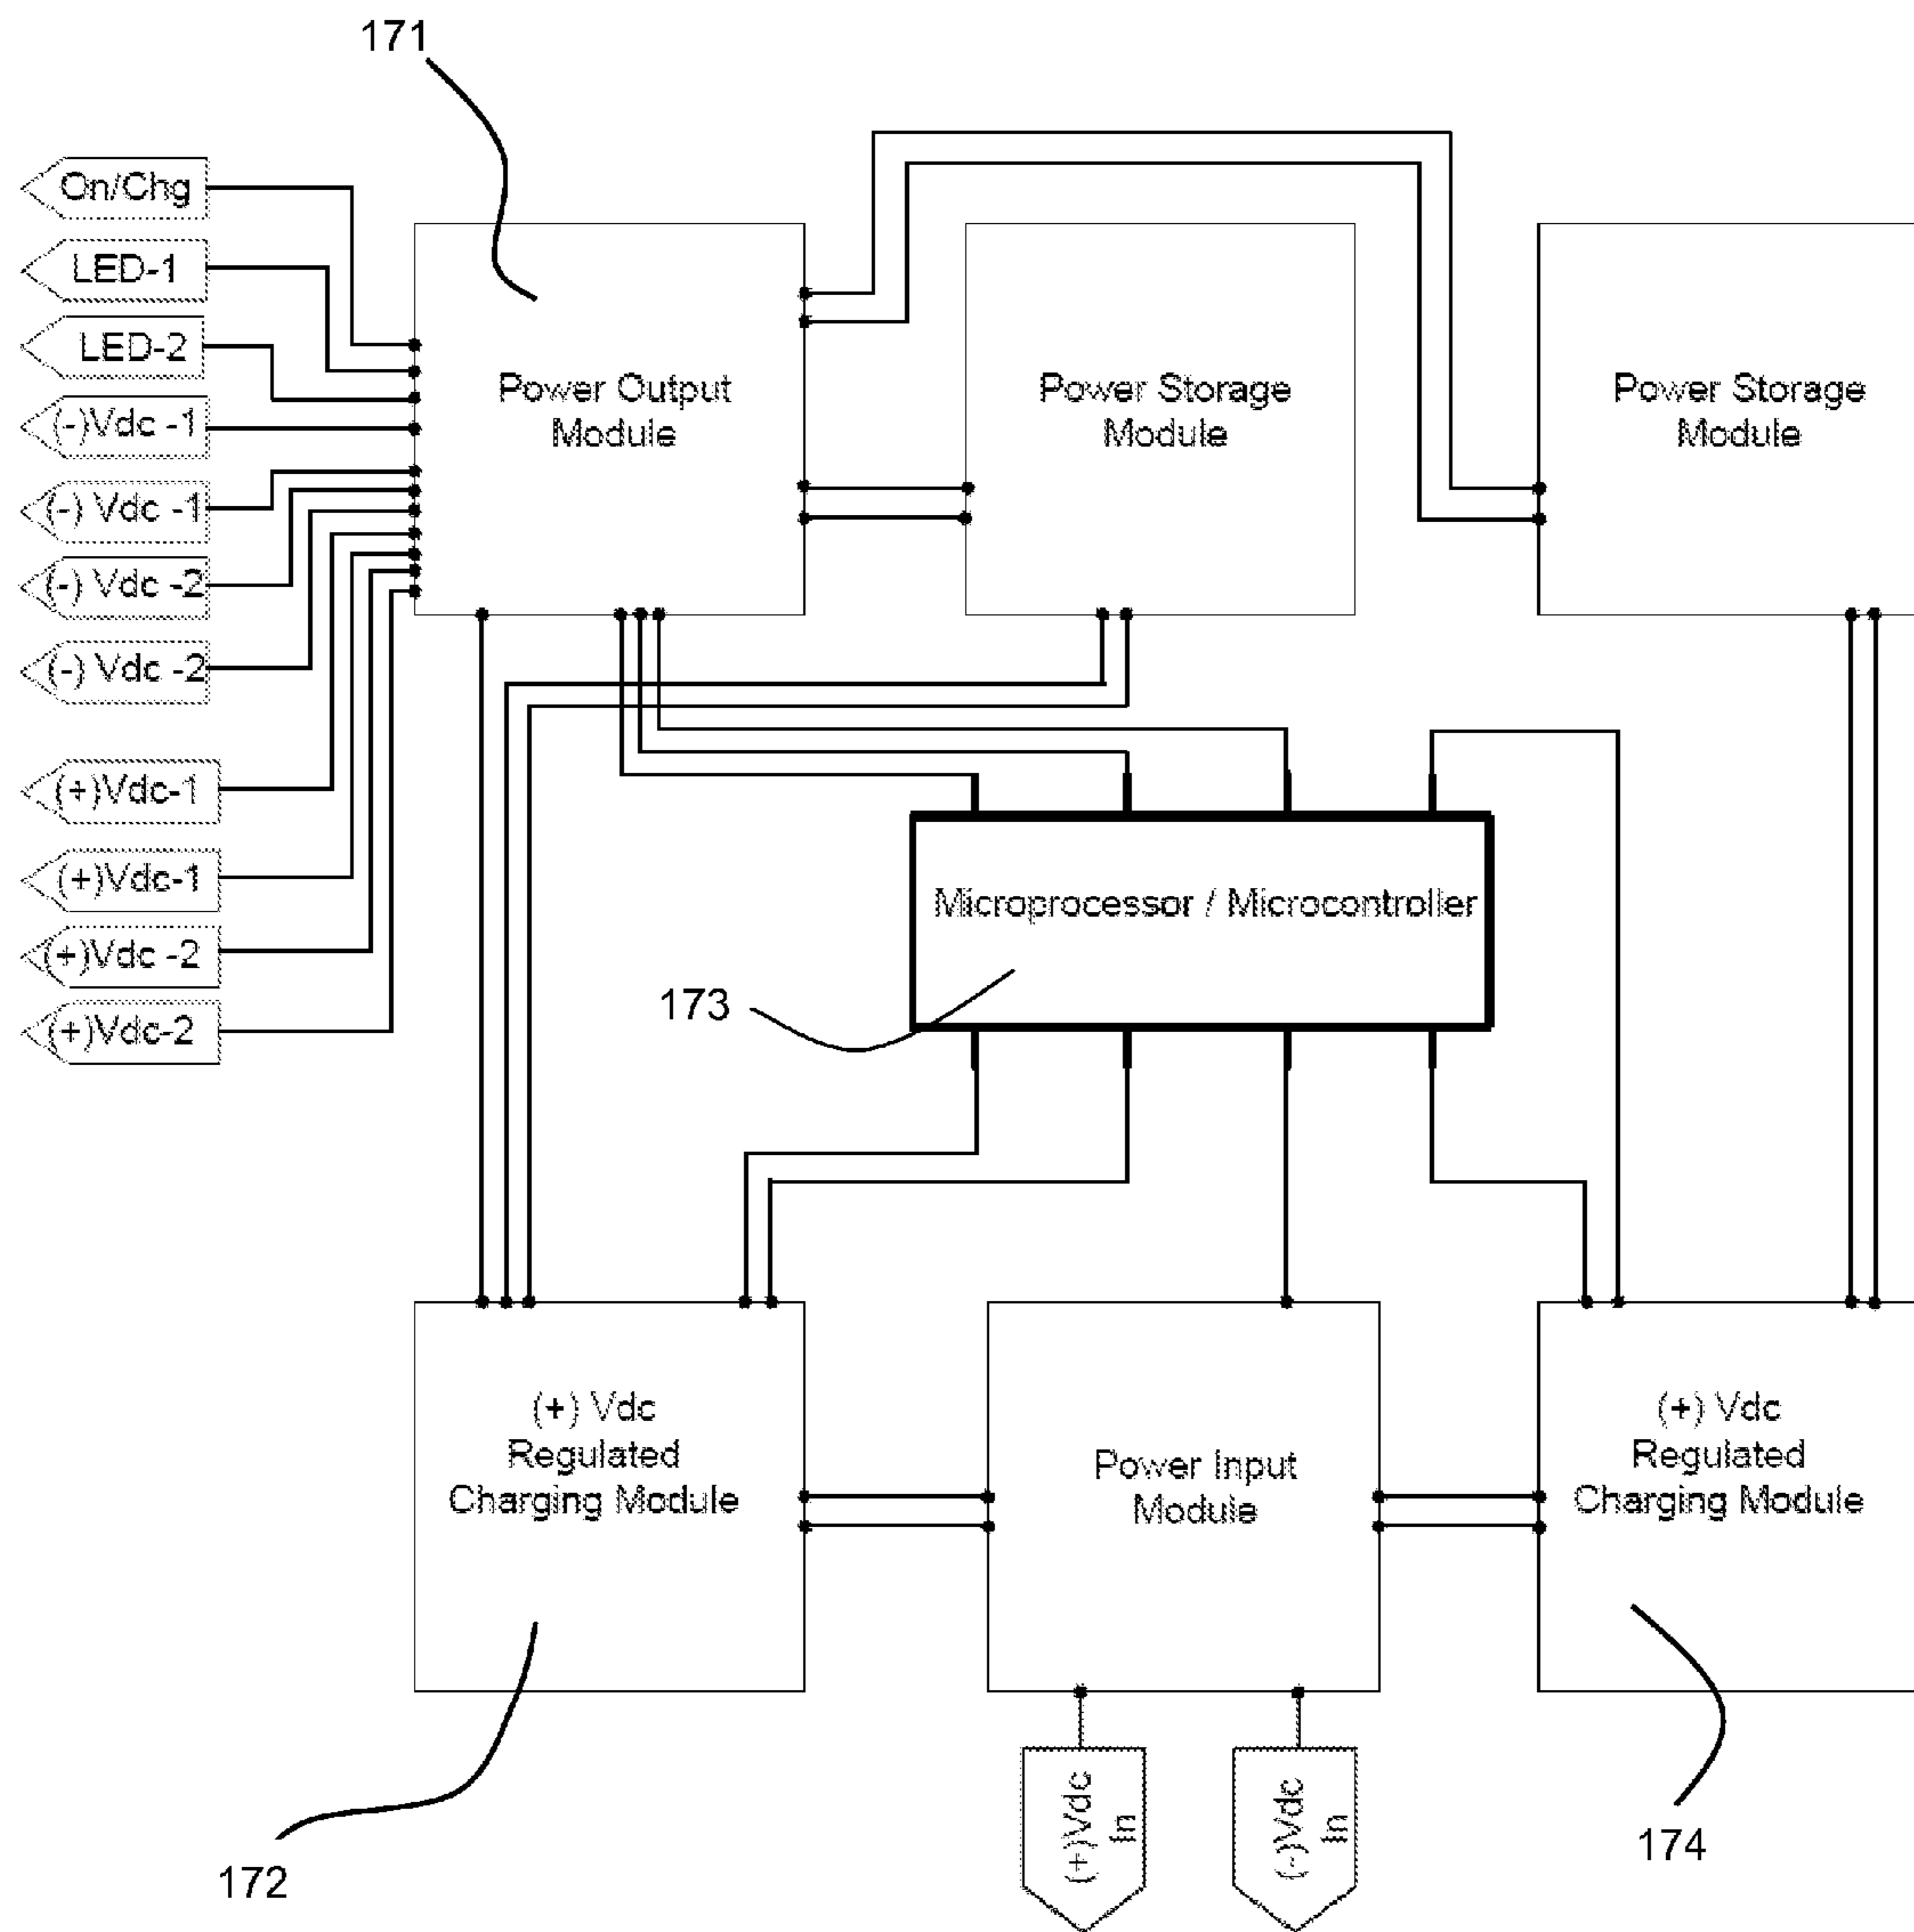 171
On/Chg
LED-1
LED-2
(-)Vdc -1
(-) Vdc -1
(-) Vdc -2
(-) Vdc -2
(+)Vdc-1
(+)Vdc-1
(+)Vdc -2
(+)Vdc-2
Power Output
Module
Power Storage
Module
Power Storage
Module
Microprocessor / Microcontroller
173
(+) Vdc
Regulated
Charging Module
Power Input
Module
(+) Vdc
Regulated
Charging Module
172
(+)Vdc
In
(-)Vdc
In
174